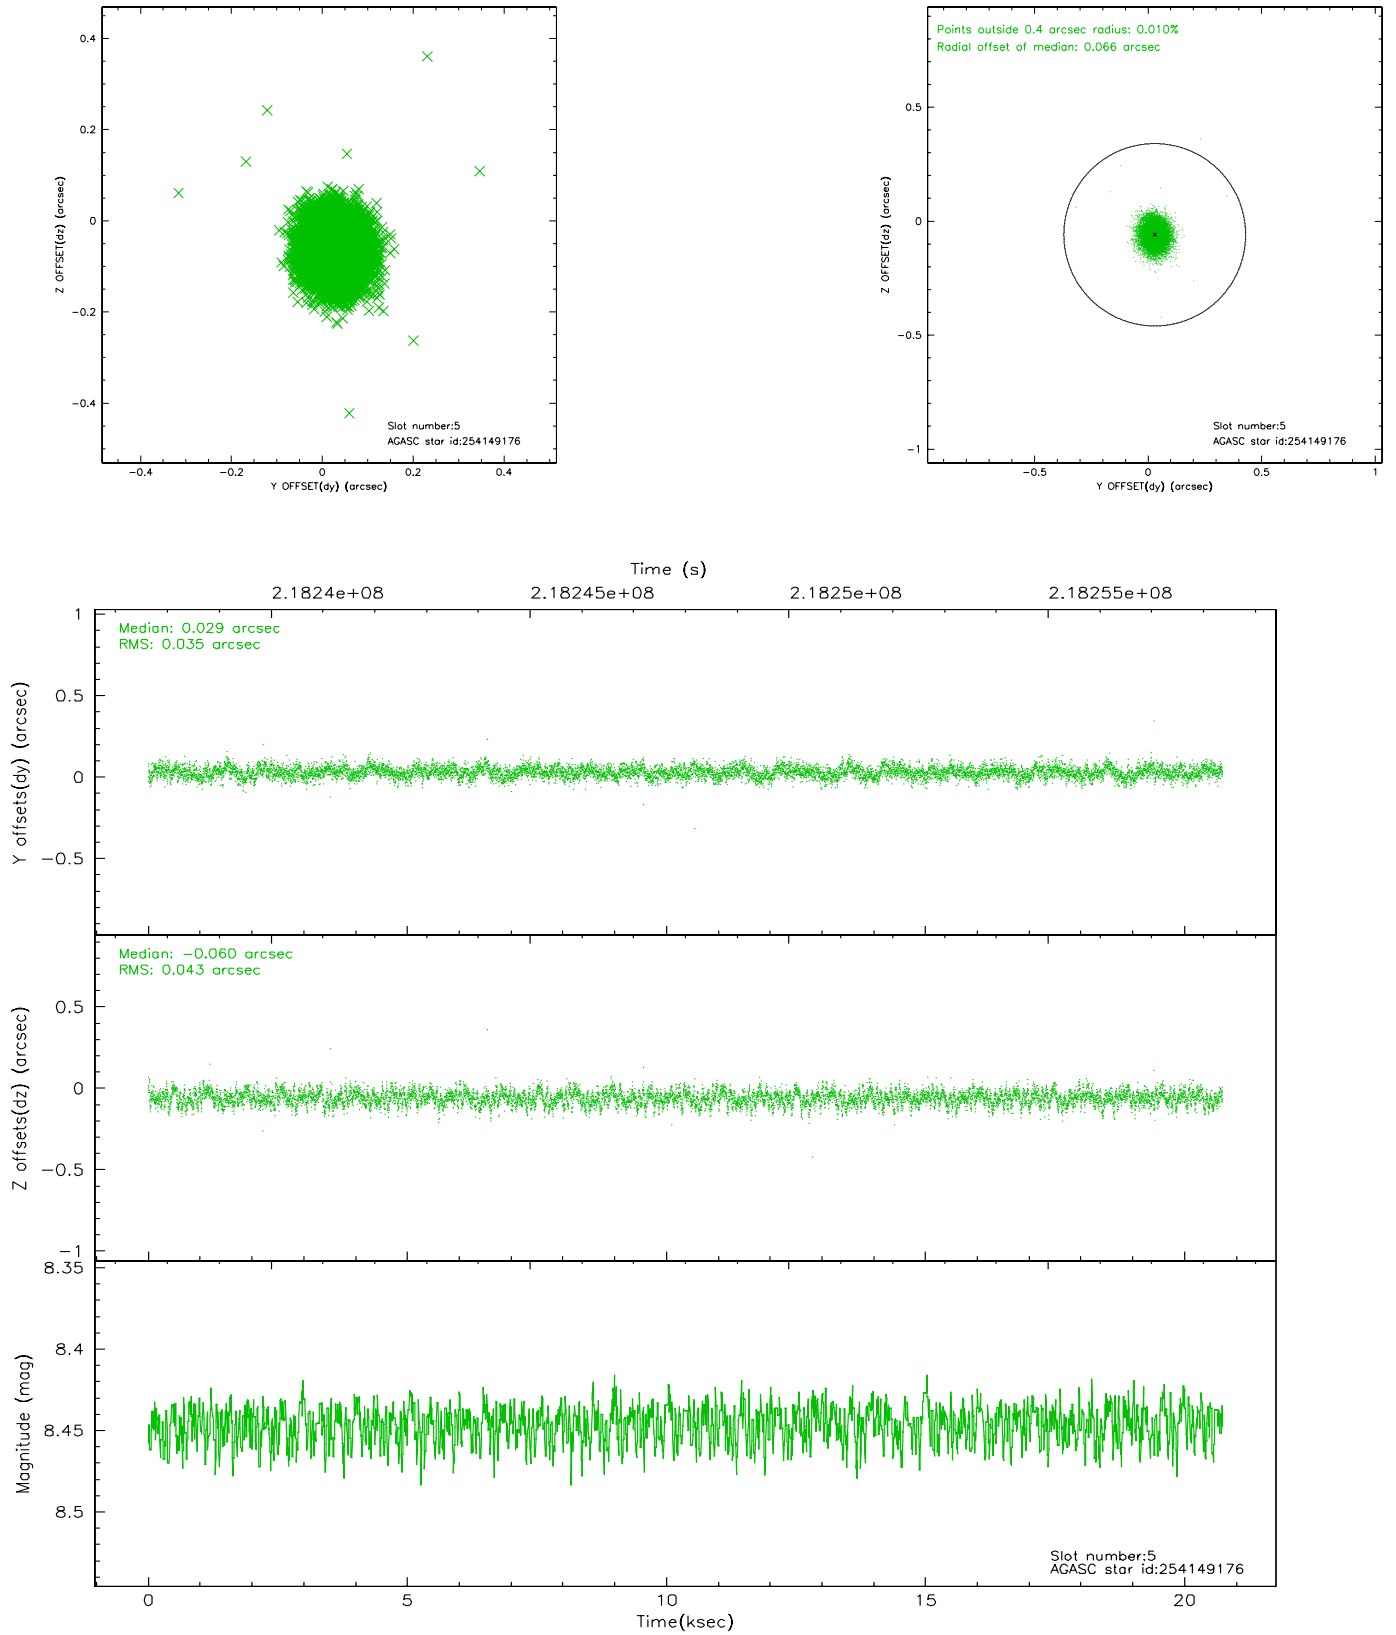 0.4
0.2
0
−0.2
−0.4
Z OFFSET(dz) (arcsec)
Slot number:5
AGASC star id:254149176
−0.4 −0.2 0 0.2 0.4
Y OFFSET(dy) (arcsec)
Points outside 0.4 arcsec radius: 0.010%
Radial offset of median: 0.066 arcsec
0.5
0
−0.5
−1
Z OFFSET(dz) (arcsec)
Slot number:5
AGASC star id:254149176
−0.5 0 0.5 1
Y OFFSET(dy) (arcsec)
Time (s)
2.1824e+08 2.18245e+08 2.1825e+08 2.18255e+08
Median: 0.029 arcsec
RMS: 0.035 arcsec
1
0.5
0
−0.5
Y offsets(dy) (arcsec)
Median: −0.060 arcsec
RMS: 0.043 arcsec
0.5
0
−0.5
−1
Z offsets(dz) (arcsec)
8.35
8.4
8.45
8.5
Magnitude (mag)
Slot number:5
AGASC star id:254149176
0 5 10 15 20
Time(ksec)